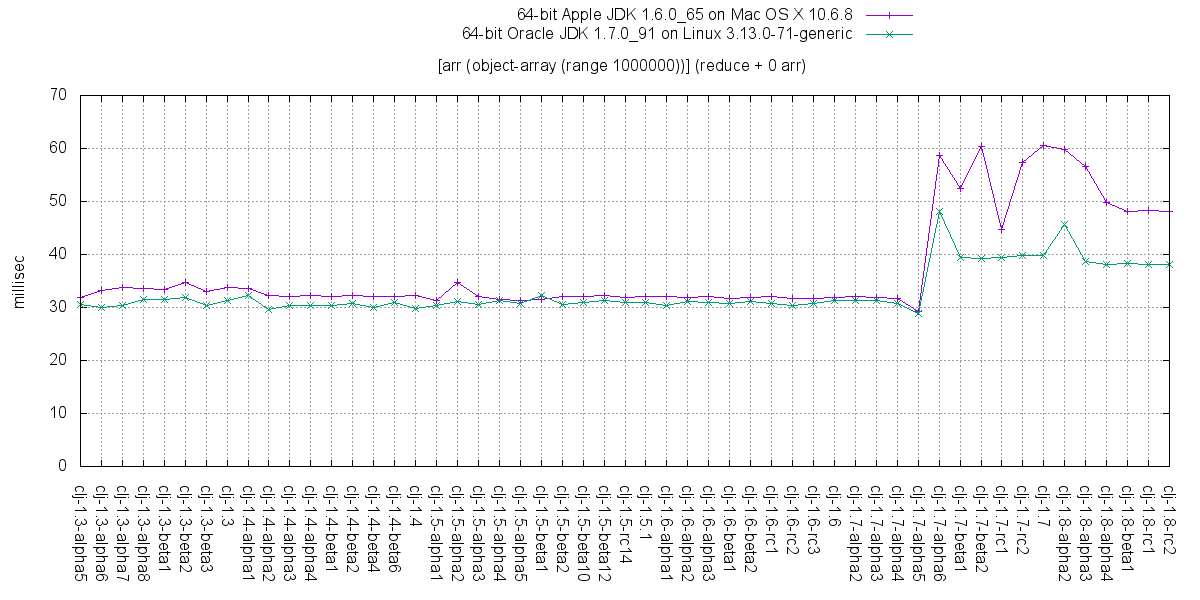 64-bit Apple JDK 1.6.0_65 on Mac OS X 10.6.8
64-bit Oracle JDK 1.7.0_91 on Linux 3.13.0-71-generic
[arr (object-array (range 1000000))] (reduce + 0 arr)
millisec
70
60
50
40
30
20
10
0
clj-1.3-alpha5
clj-1.3-alpha6
clj-1.3-alpha7
clj-1.3-alpha8
clj-1.3-beta1
clj-1.3-beta2
clj-1.3-beta3
clj-1.3
clj-1.4-alpha1
clj-1.4-alpha2
clj-1.4-alpha3
clj-1.4-alpha4
clj-1.4-beta1
clj-1.4-beta2
clj-1.4-beta4
clj-1.4-beta6
clj-1.4
clj-1.5-alpha1
clj-1.5-alpha2
clj-1.5-alpha3
clj-1.5-alpha4
clj-1.5-alpha5
clj-1.5-beta1
clj-1.5-beta2
clj-1.5-beta10
clj-1.5-beta12
clj-1.5-rc14
clj-1.5.1
clj-1.6-alpha1
clj-1.6-alpha2
clj-1.6-alpha3
clj-1.6-beta1
clj-1.6-beta2
clj-1.6-rc1
clj-1.6-rc2
clj-1.6-rc3
clj-1.6
clj-1.7-alpha2
clj-1.7-alpha3
clj-1.7-alpha4
clj-1.7-alpha5
clj-1.7-alpha6
clj-1.7-beta1
clj-1.7-beta2
clj-1.7-rc1
clj-1.7-rc2
clj-1.7
clj-1.8-alpha2
clj-1.8-alpha3
clj-1.8-alpha4
clj-1.8-beta1
clj-1.8-rc1
clj-1.8-rc2